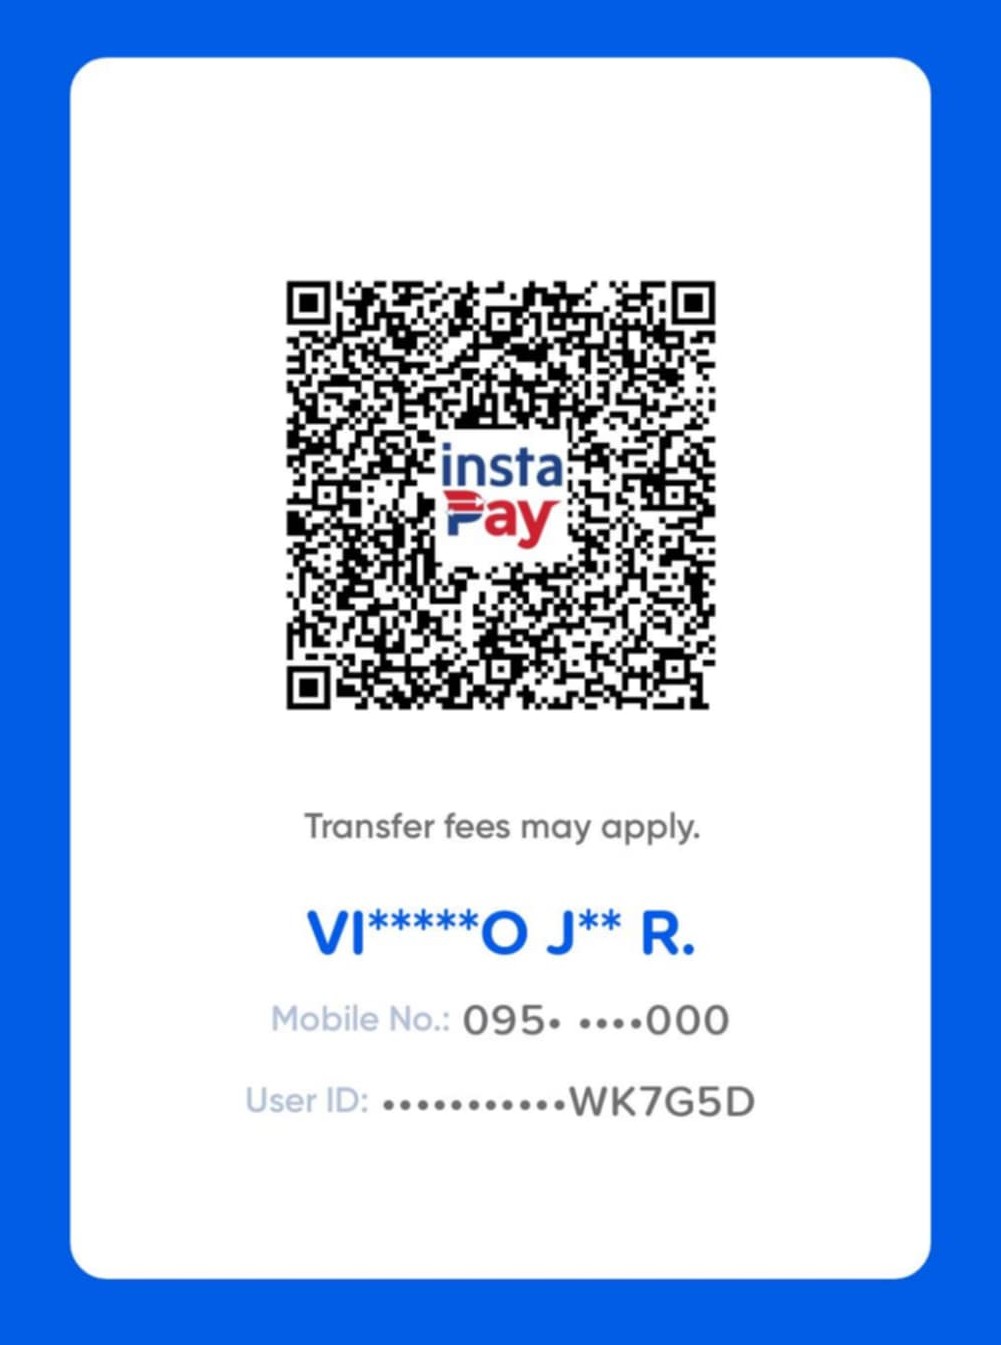 insta
Pay
Transfer fees may apply.
VI*****O J** R.
Mobile No.: 095• ••••000
User ID: •••••••••••WK7G5D